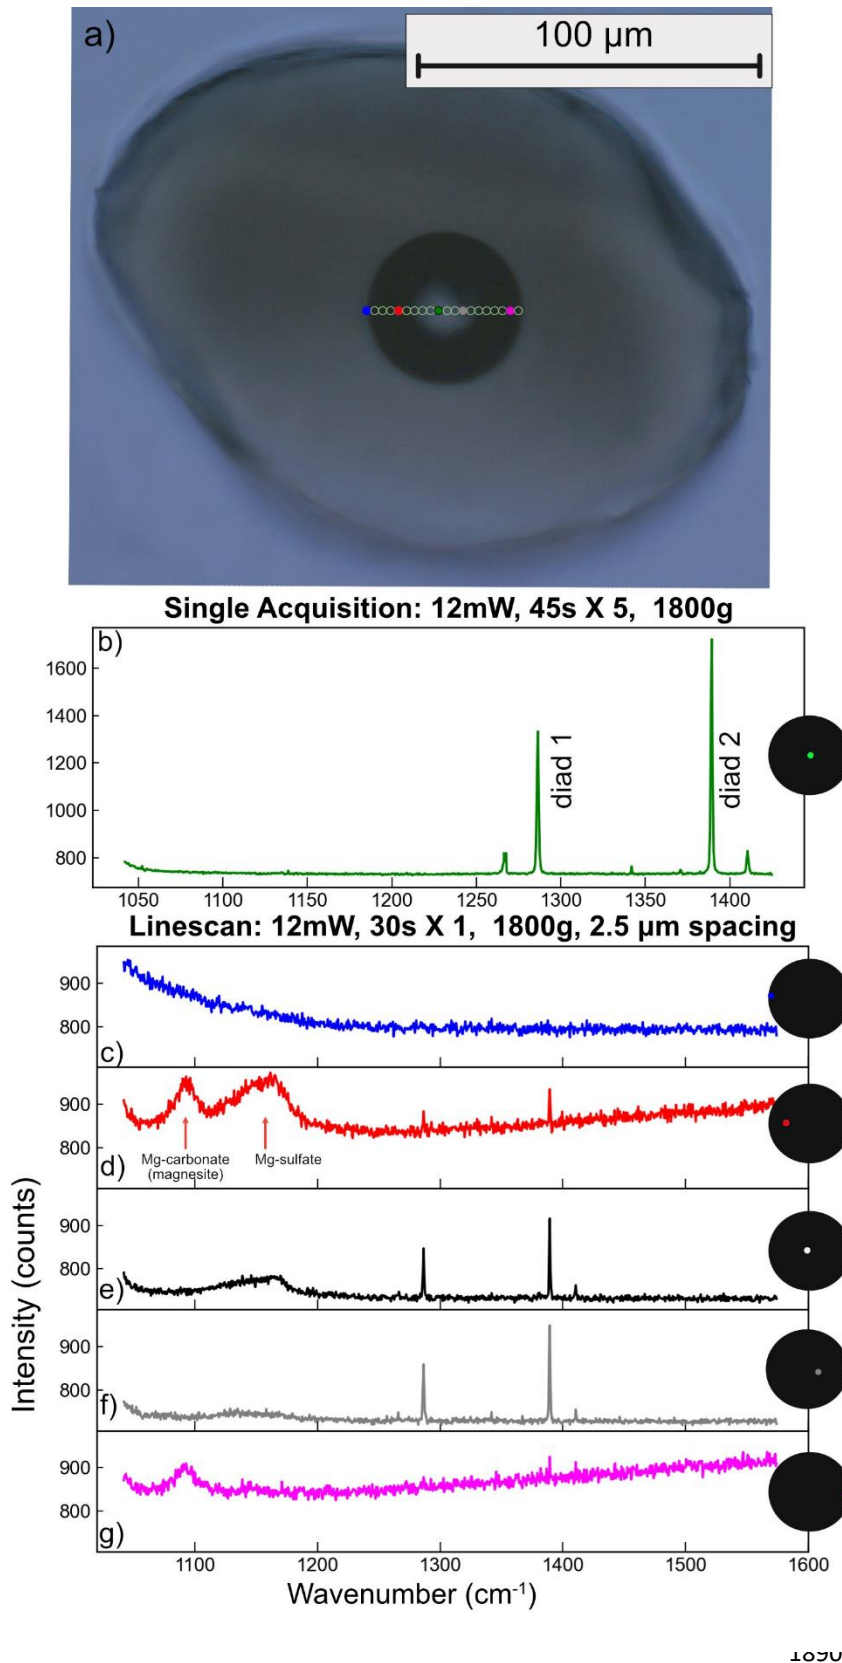 a)
100 µm
Single Acquisition: 12mW, 45s X 5, 1800g
b)
1600
1400
1200
1000
800
diad 1
diad 2
1050 1100 1150 1200 1250 1300 1350 1400
Linescan: 12mW, 30s X 1, 1800g, 2.5 µm spacing
900
800
c)
900
800
d)
Mg-carbonate
(magnesite)
Mg-sulfate
900
800
e)
900
800
f)
900
800
g)
Intensity (counts)
1100 1200 1300 1400 1500 1600
Wavenumber (cm⁻¹)
1890